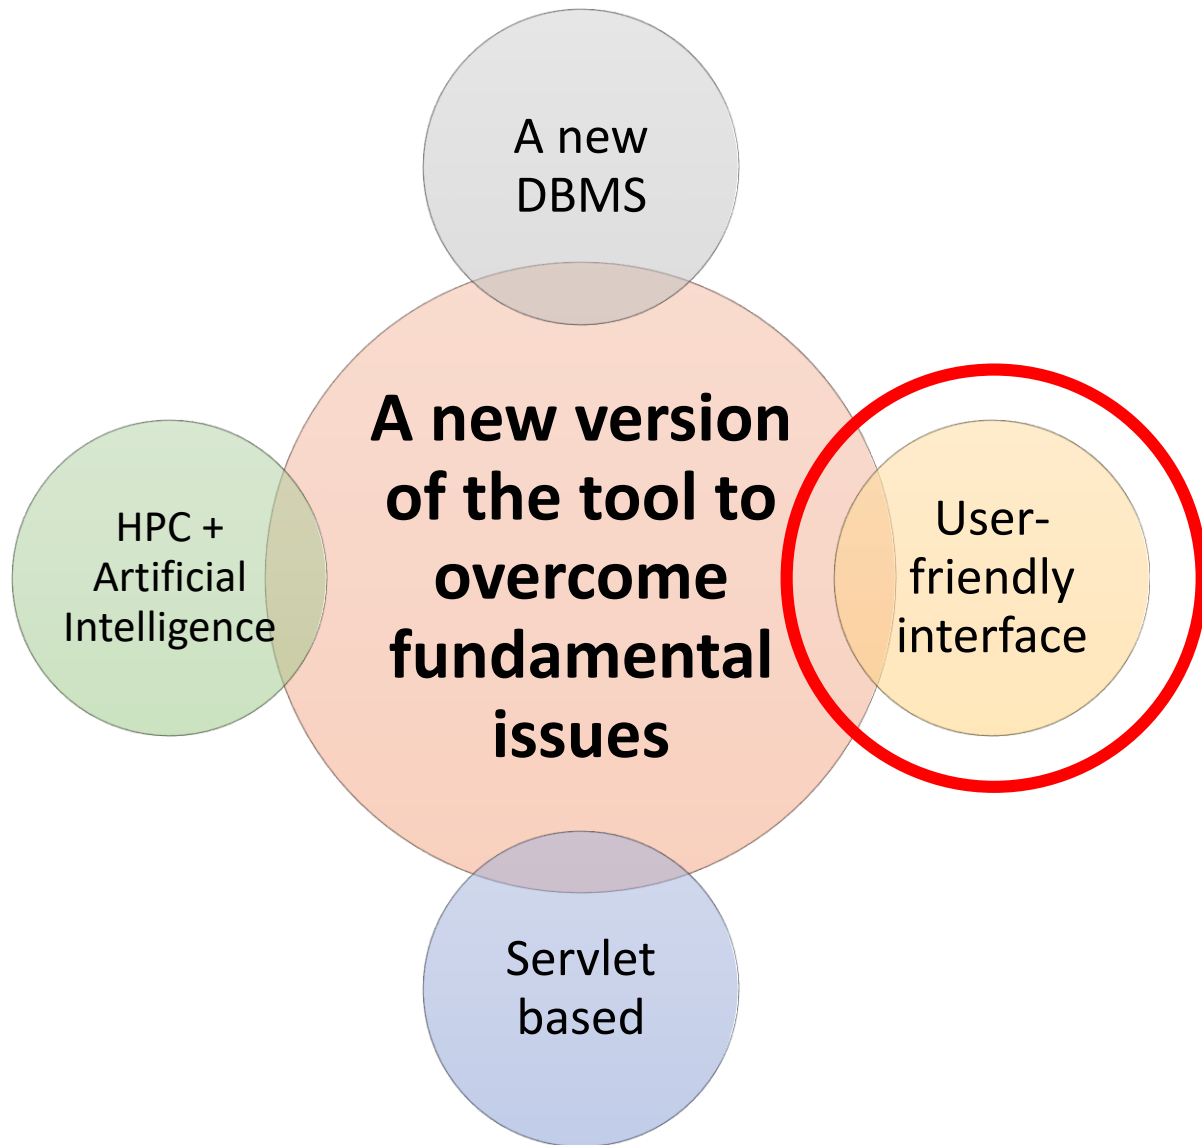 A new
DBMS
A new version
of the tool to
overcome
fundamental
issues
HPC +
Artificial
Intelligence
User-
friendly
interface
Servlet
based